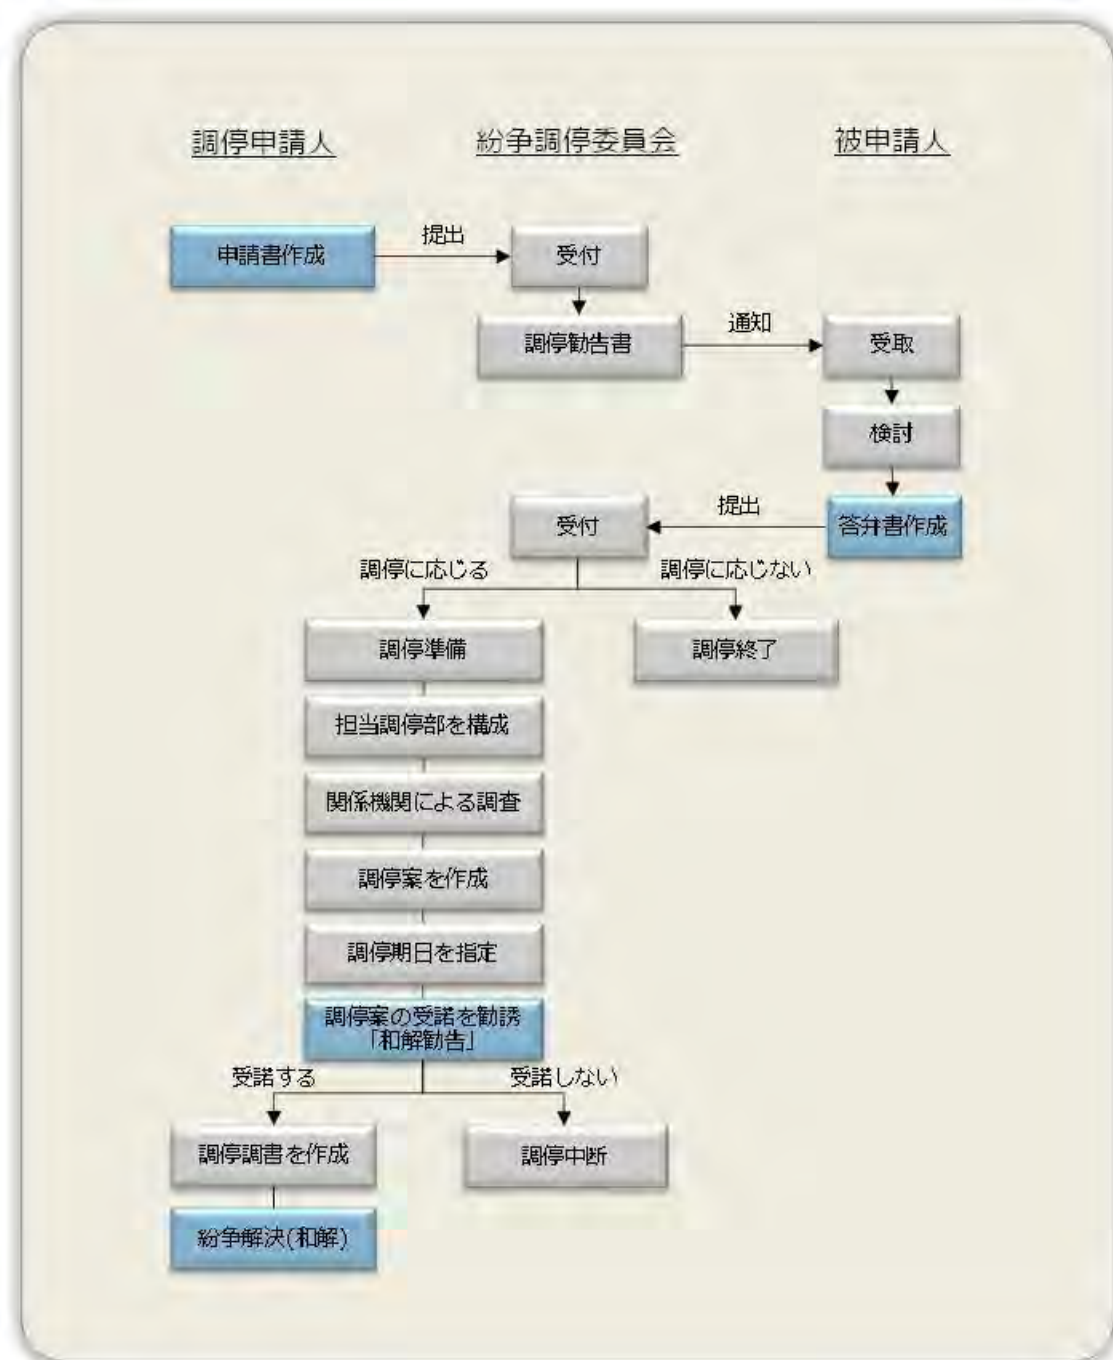 調停申請人
紛争調停委員会
被申請人
申請書作成
提出
受付
調停勧告書
通知
受取
検討
答弁書作成
提出
受付
調停に応じる
調停に応じない
調停準備
調停終了
担当調停部を構成
関係機関による調査
調停案を作成
調停期日を指定
調停案の受諾を勧誘
「和解勧告」
受諾する
受諾しない
調停調書を作成
調停中断
紛争解決(和解)